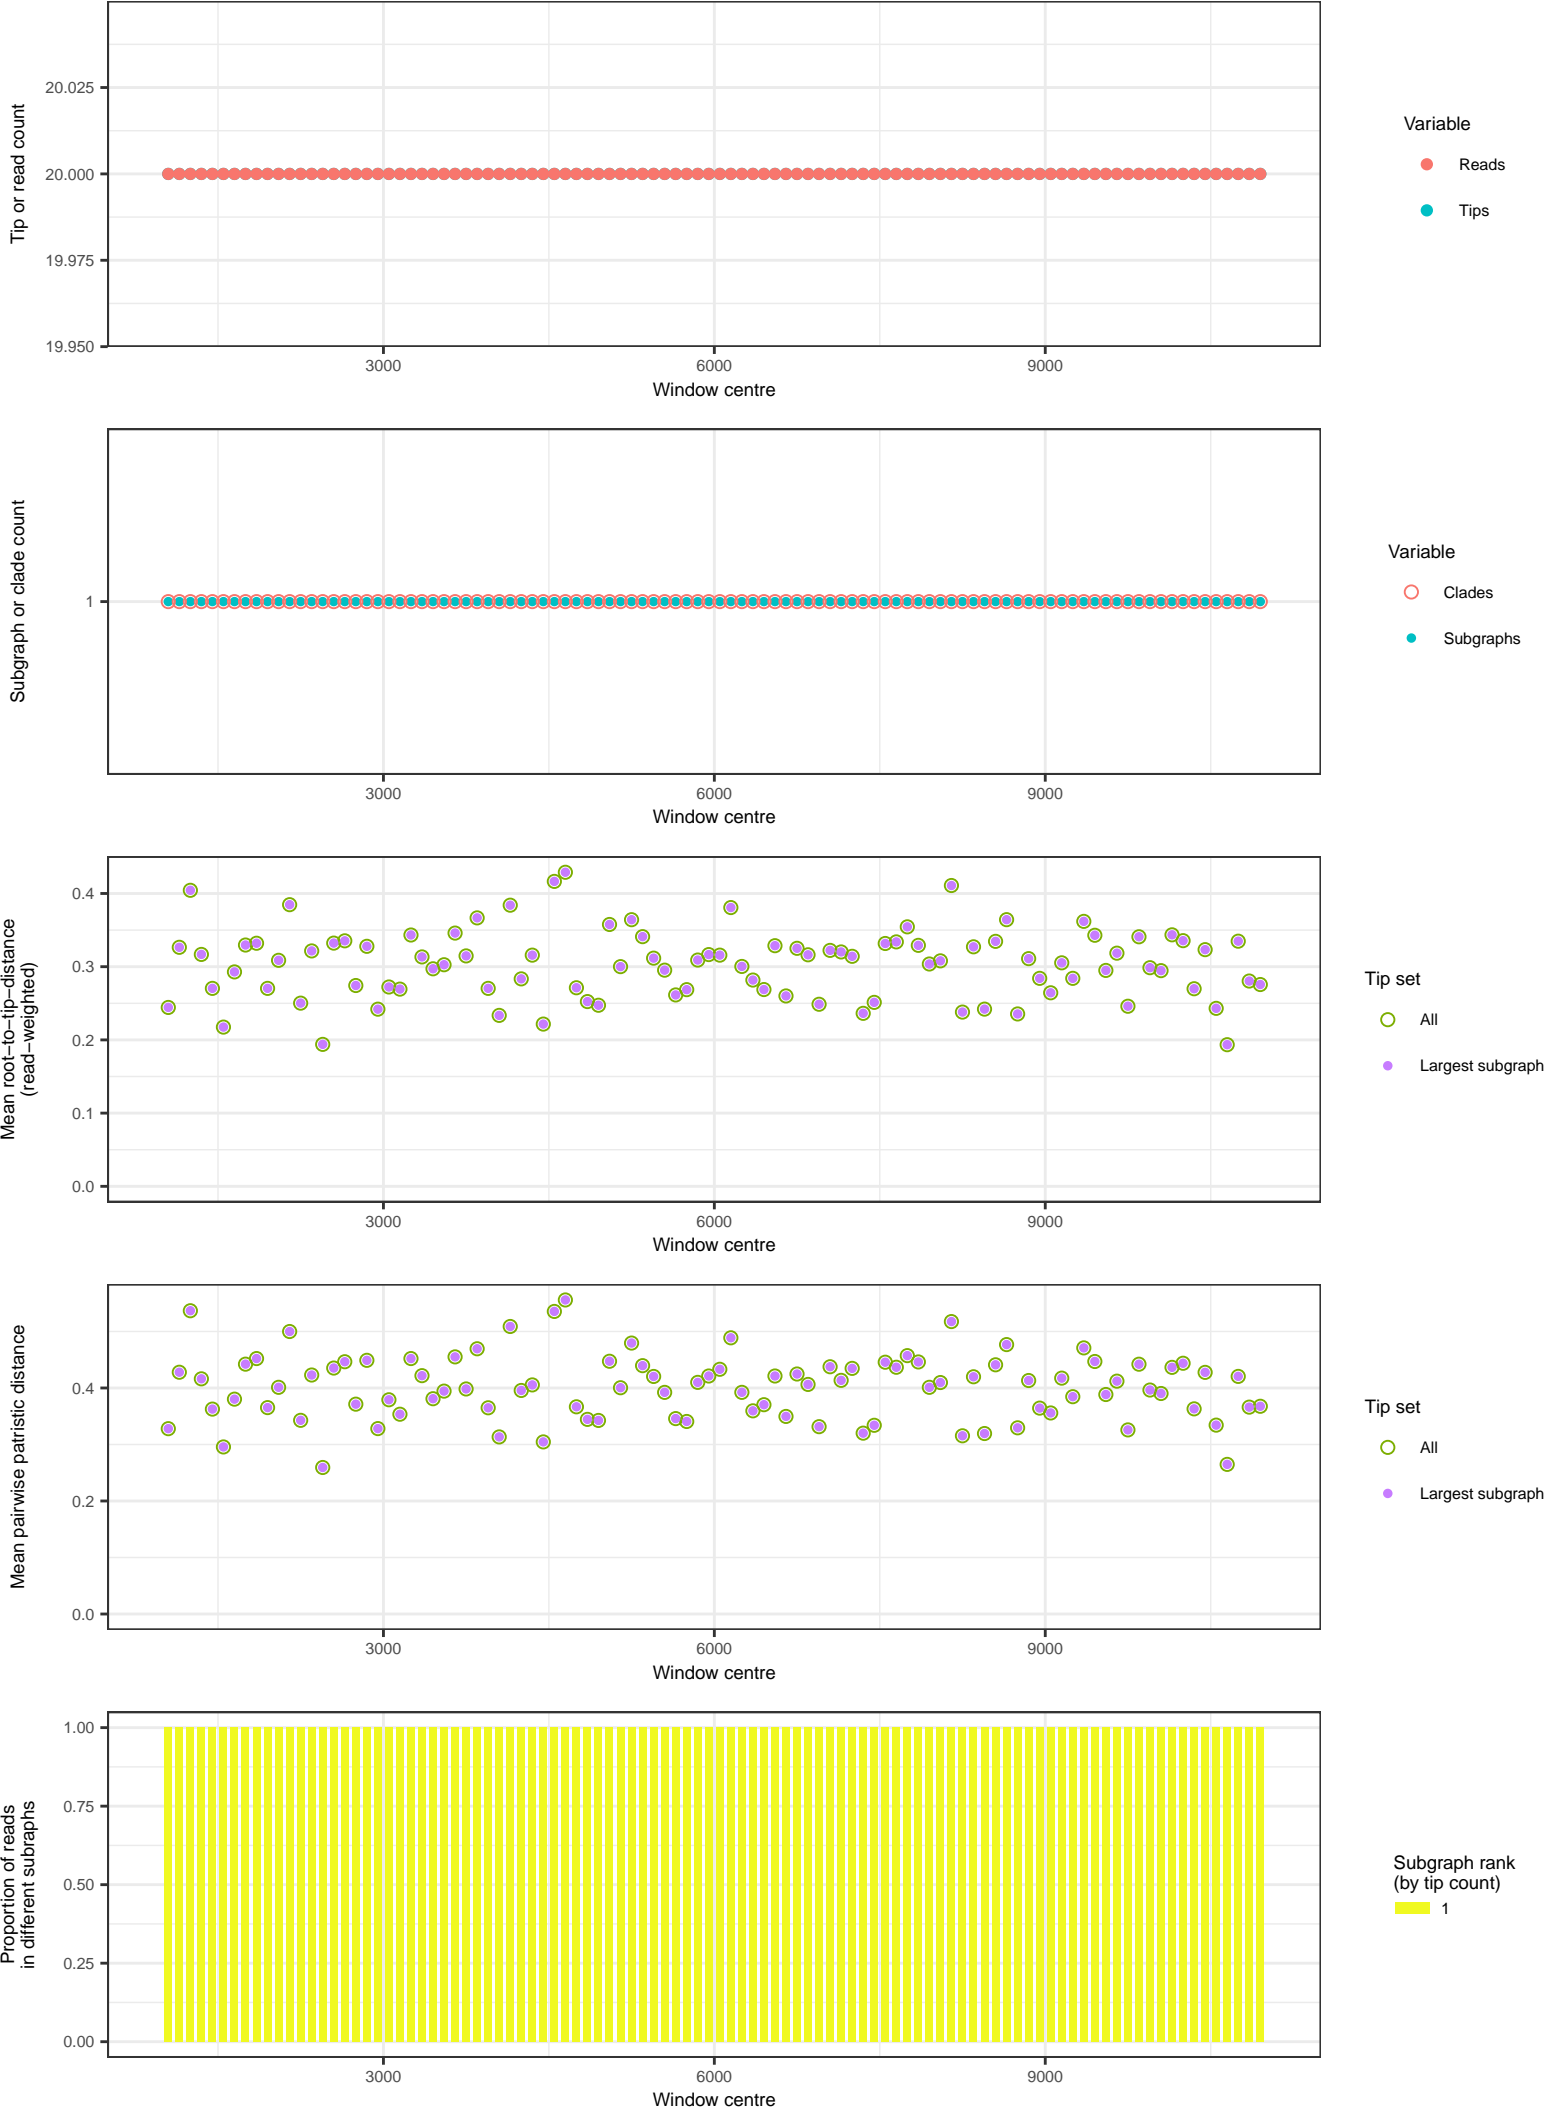 Tip or read count
20.025
20.000
19.975
19.950
3000
6000
9000
Window centre
Variable
Reads
Tips
Subgraph or clade count
1
3000
6000
9000
Window centre
Variable
Clades
Subgraphs
Mean root−to−tip−distance
(read−weighted)
0.4
0.3
0.2
0.1
0.0
3000
6000
9000
Window centre
Tip set
All
Largest subgraph
Mean pairwise patristic distance
0.4
0.2
0.0
3000
6000
9000
Window centre
Tip set
All
Largest subgraph
Proportion of reads
in different subraphs
1.00
0.75
0.50
0.25
0.00
3000
6000
9000
Window centre
Subgraph rank
(by tip count)
1